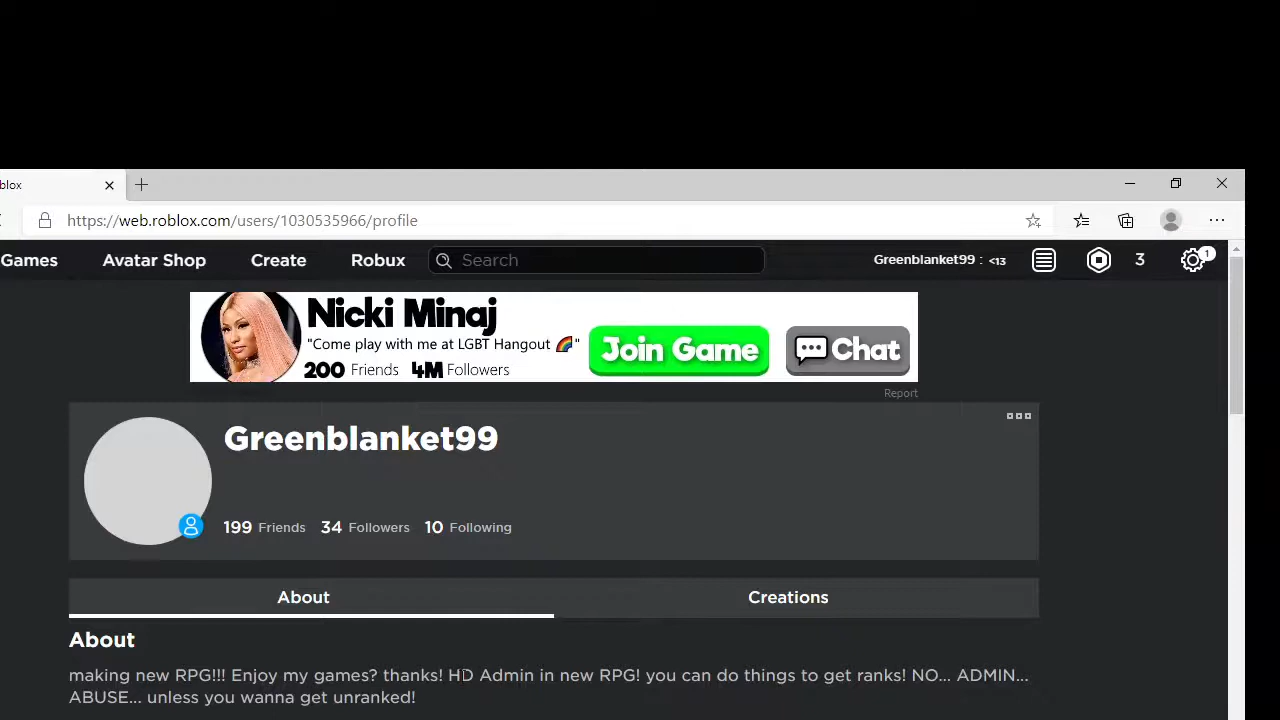 blox
https://web.roblox.com/users/1030535966/profile
Games Avatar Shop Create Robux Search Greenblanket99 : <13 3 1
Nicki Minaj
"Come play with me at LGBT Hangout 🌈"
200 Friends 4M Followers
Join Game Chat
Report
Greenblanket99
199 Friends 34 Followers 10 Following
About Creations
About
making new RPG!!! Enjoy my games? thanks! HD Admin in new RPG! you can do things to get ranks! NO... ADMIN...
ABUSE... unless you wanna get unranked!